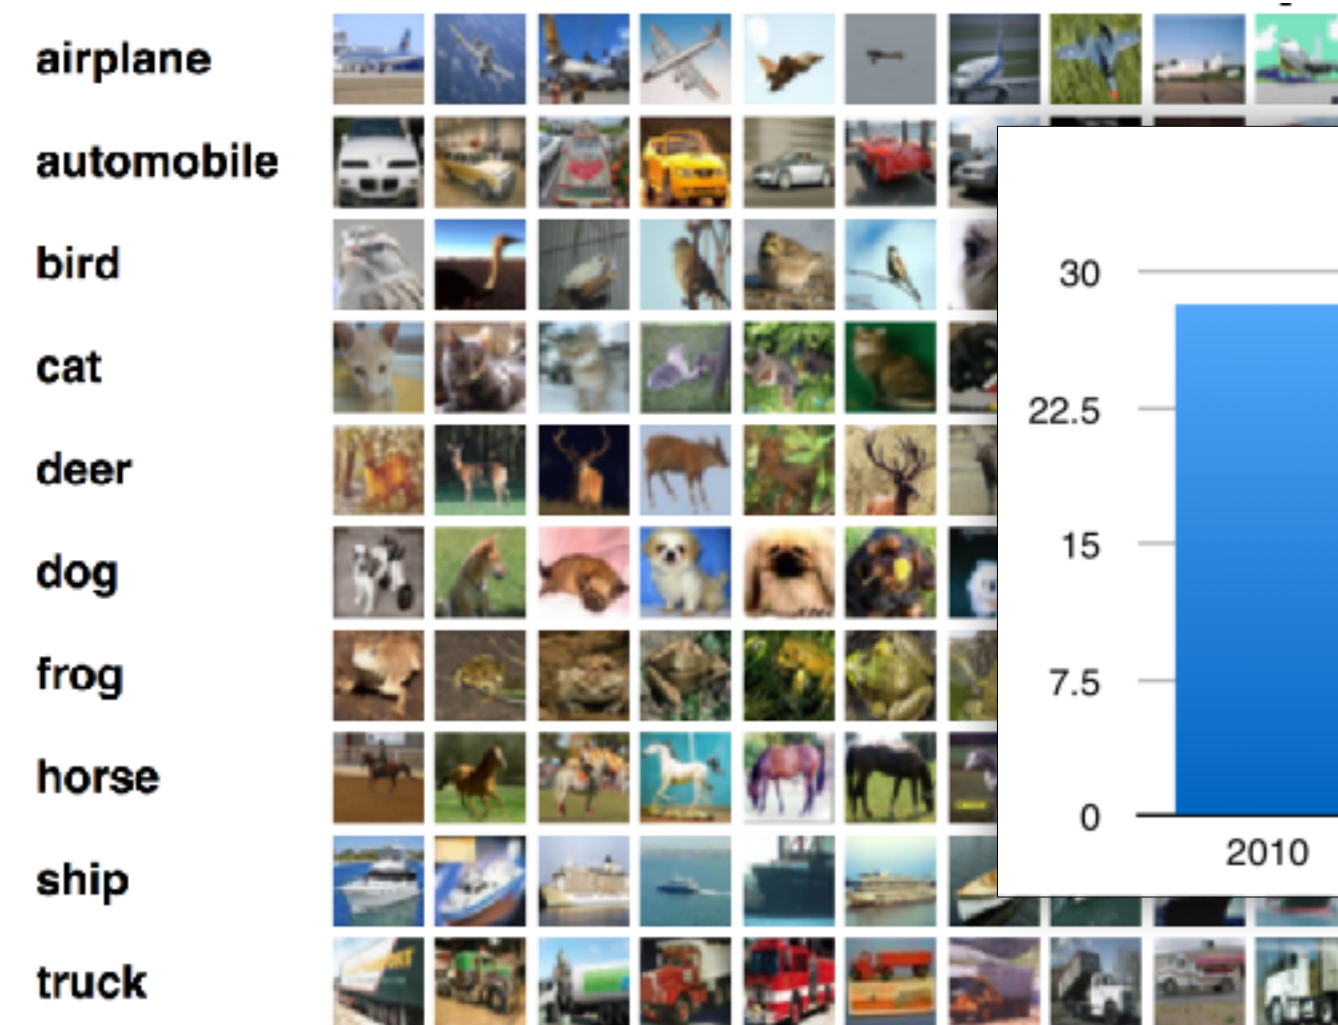 airplane
automobile
bird
cat
deer
dog
frog
horse
ship
truck
30
22.5
15
7.5
0
2010